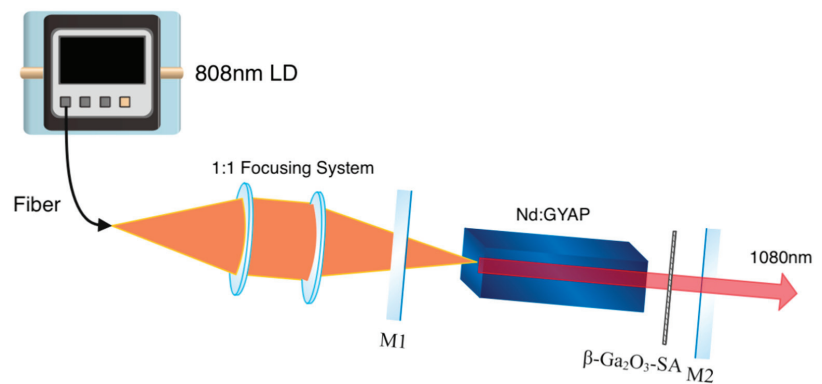 808nm LD
1:1 Focusing System
Fiber
Nd:GYAP
1080nm
M1
β-Ga₂O₃-SA
M2